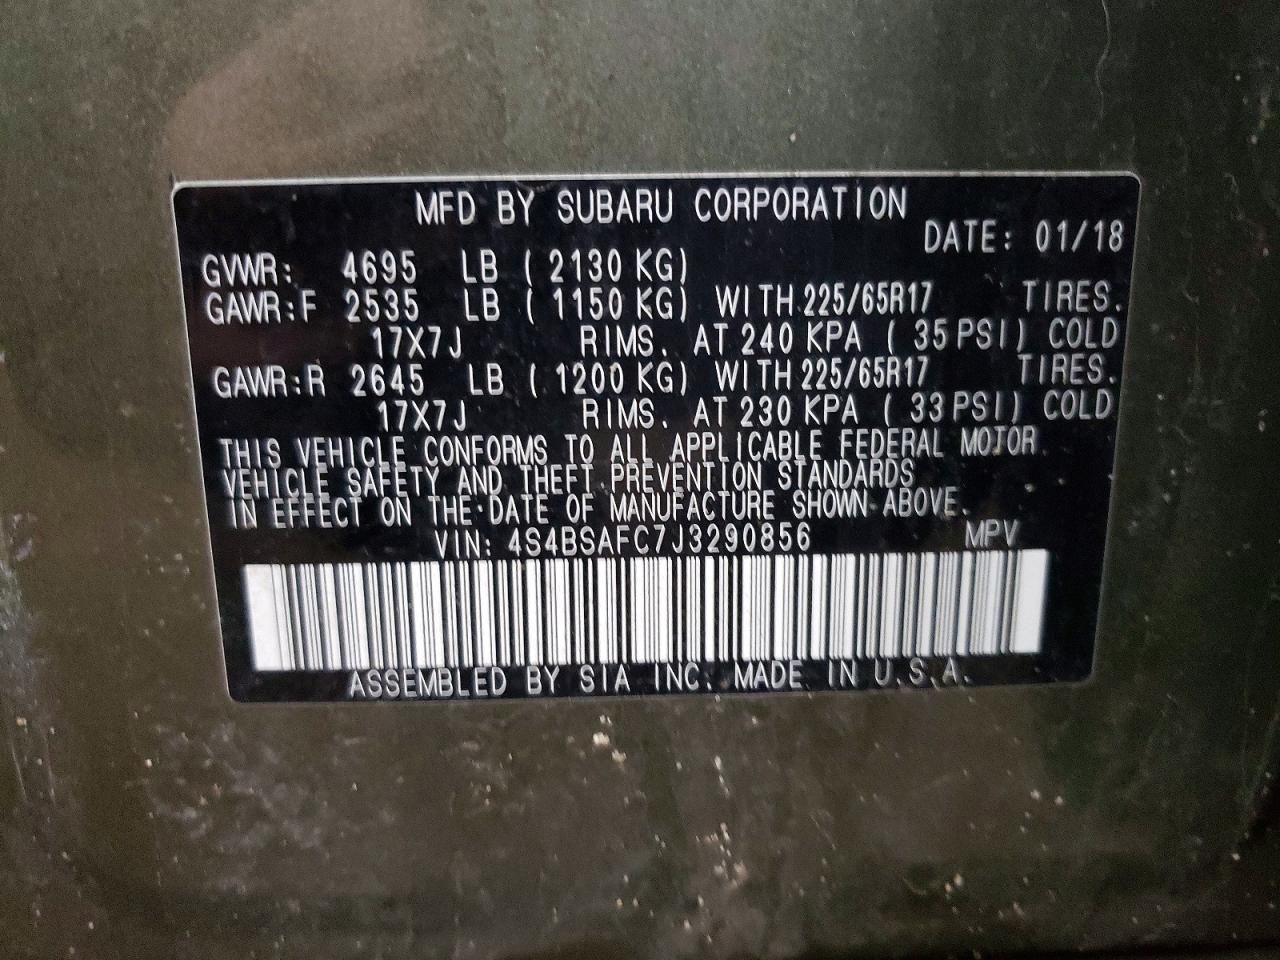 MFD BY SUBARU CORPORATION
DATE: 01/18
GVWR: 4695 LB ( 2130 KG)
GAWR:F 2535 LB ( 1150 KG) WITH 225/65R17 TIRES.
17X7J RIMS. AT 240 KPA ( 35 PSI) COLD
GAWR:R 2645 LB ( 1200 KG) WITH 225/65R17 TIRES.
17X7J RIMS. AT 230 KPA ( 33 PSI) COLD
THIS VEHICLE CONFORMS TO ALL APPLICABLE FEDERAL MOTOR
VEHICLE SAFETY AND THEFT PREVENTION STANDARDS
IN EFFECT ON THE DATE OF MANUFACTURE SHOWN ABOVE.
VIN: 4S4BSAFC7J3290856 MPV
ASSEMBLED BY SIA INC. MADE IN U.S.A.